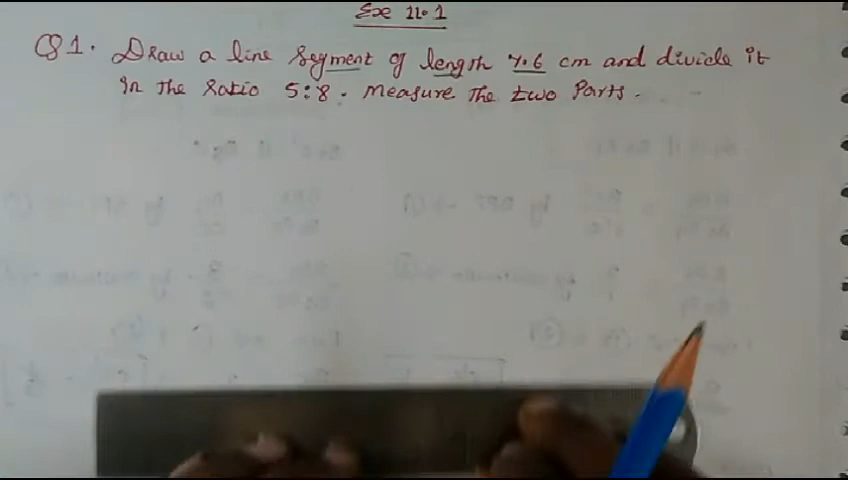 Ex 11.1
Q1. Draw a line segment of length 7.6 cm and divide it
in the ratio 5:8. Measure the two parts.